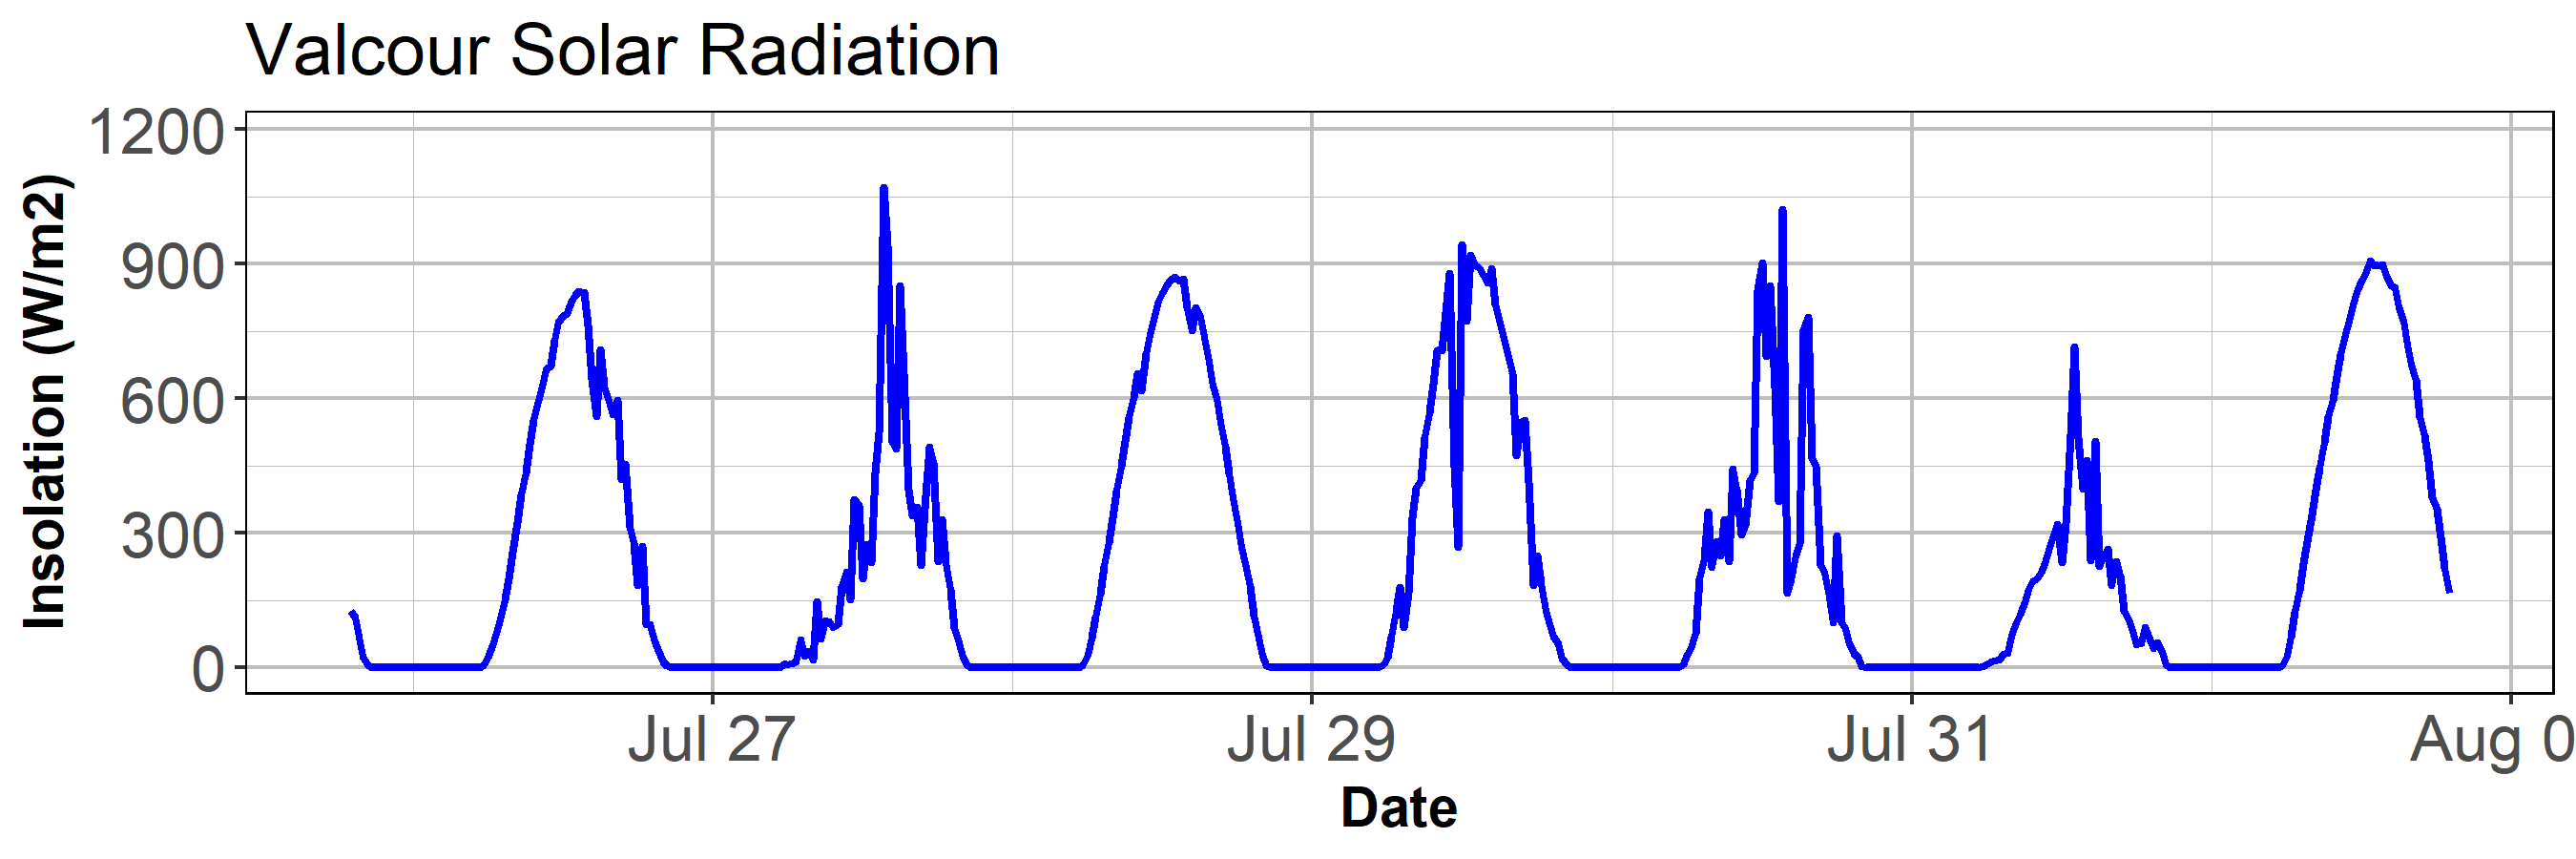 Valcour Solar Radiation
1200
900
600
300
0
Insolation (W/m2)
Jul 27 Jul 29 Jul 31 Aug 0
Date